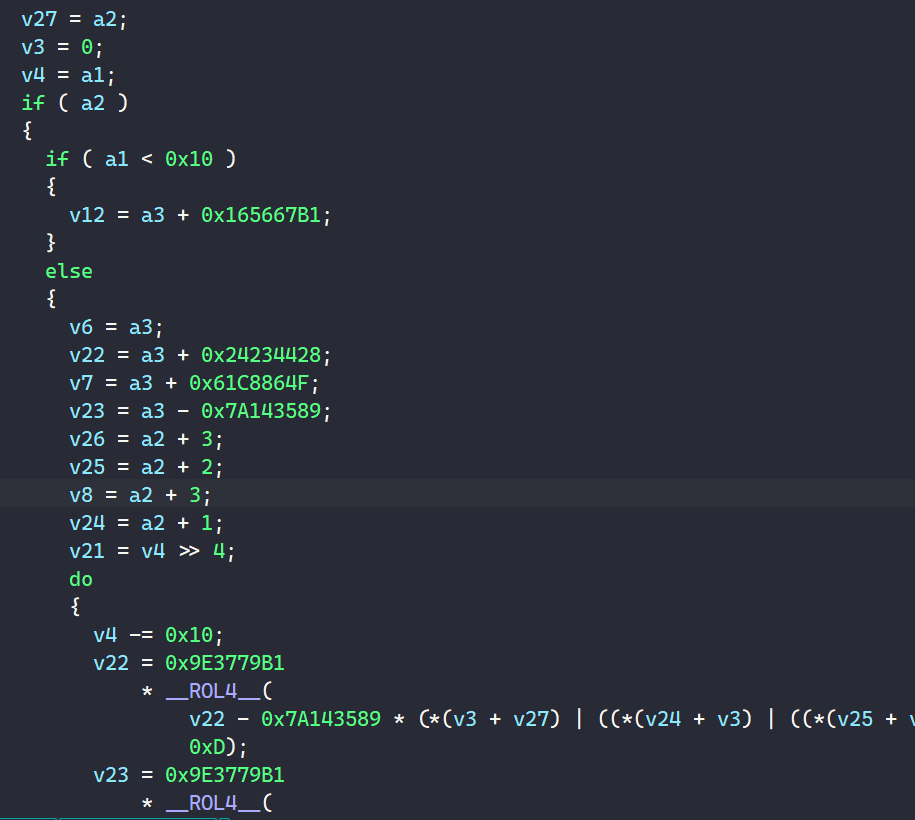 v27 = a2;
v3 = 0;
v4 = a1;
if ( a2 )
{
if ( a1 < 0x10 )
{
v12 = a3 + 0x165667B1;
}
else
{
v6 = a3;
v22 = a3 + 0x24234428;
v7 = a3 + 0x61C8864F;
v23 = a3 - 0x7A143589;
v26 = a2 + 3;
v25 = a2 + 2;
v8 = a2 + 3;
v24 = a2 + 1;
v21 = v4 >> 4;
do
{
v4 -= 0x10;
v22 = 0x9E3779B1
* __ROL4__(
v22 - 0x7A143589 * (*(v3 + v27) | ((*(v24 + v3) | ((*(v25 + v
0xD);
v23 = 0x9E3779B1
* __ROL4__(